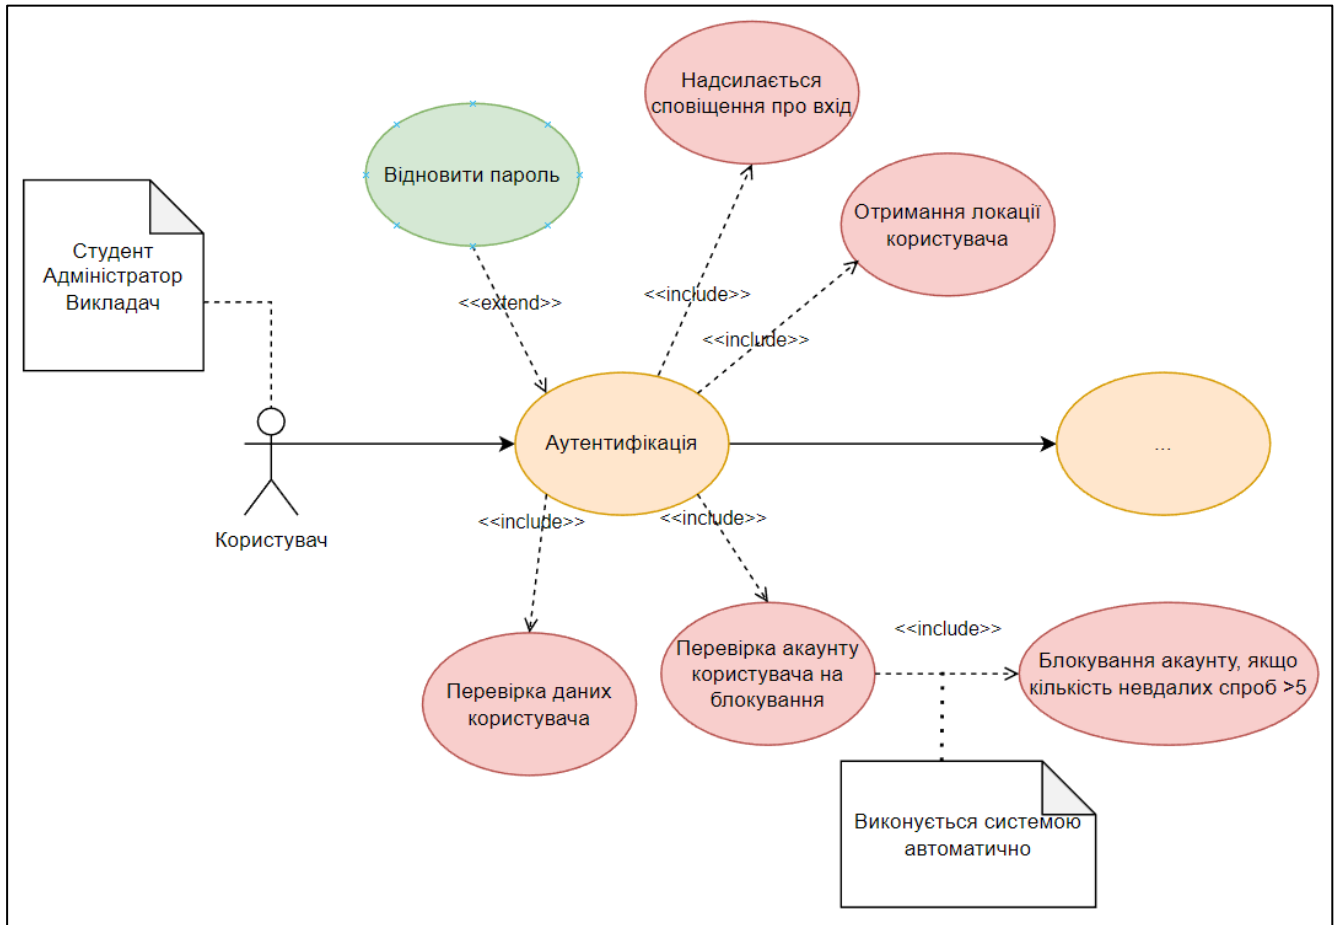 Надсилається
сповіщення про вхід
Відновити пароль
Отримання локації
користувача
Студент
Адміністратор
Викладач
<<extend>>
<<include>>
<<include>>
Аутентифікація
...
Користувач
<<include>>
<<include>>
Перевірка даних
користувача
Перевірка акаунту
користувача на
блокування
<<include>>
Блокування акаунту, якщо
кількість невдалих спроб >5
Виконується системою
автоматично